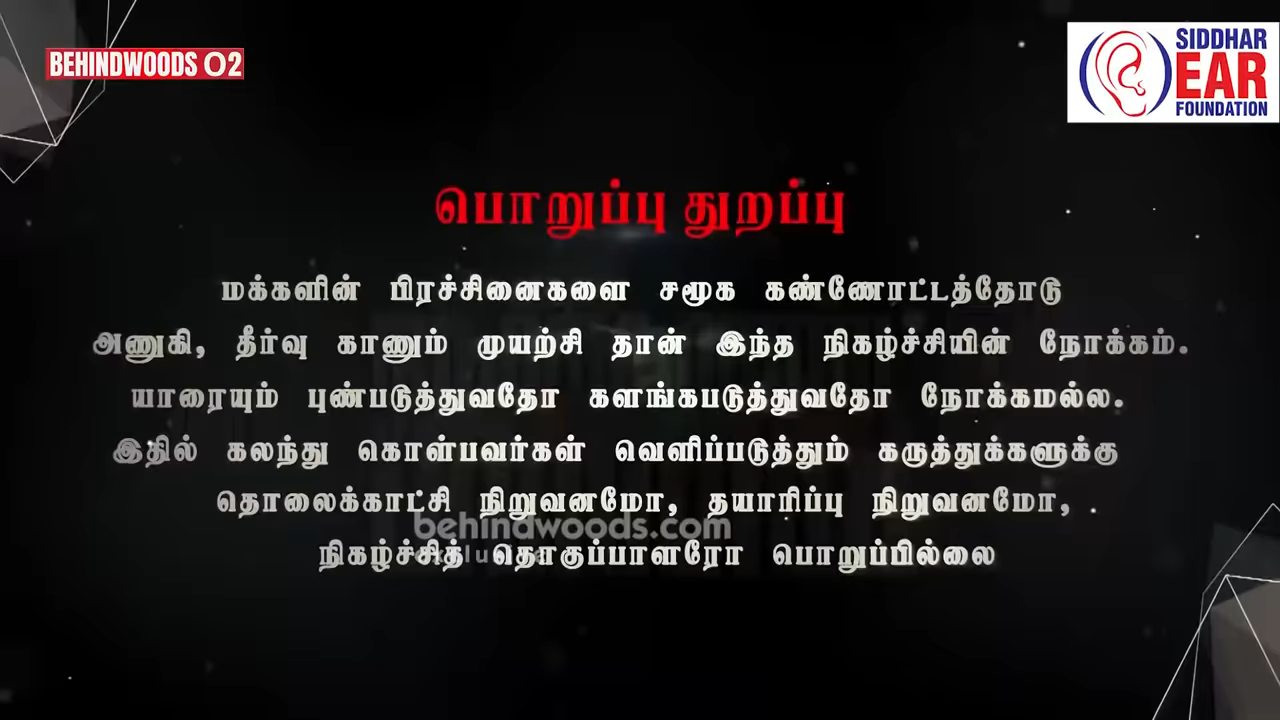 BEHINDWOODS O2
SIDDHAR
EAR
FOUNDATION
பொறுப்பு துறப்பு
மக்களின் பிரச்சினைகளை சமூக கண்ணோட்டத்தோடு
அணுகி, தீர்வு காணும் முயற்சி தான் இந்த நிகழ்ச்சியின் நோக்கம்.
யாரையும் புண்படுத்துவதோ களங்கபடுத்துவதோ நோக்கமல்ல.
இதில் கலந்து கொள்பவர்கள் வெளிப்படுத்தும் கருத்துக்களுக்கு
தொலைக்காட்சி நிறுவனமோ, தயாரிப்பு நிறுவனமோ,
behindwoods.com
நிகழ்ச்சித் தொகுப்பாளரோ பொறுப்பில்லை